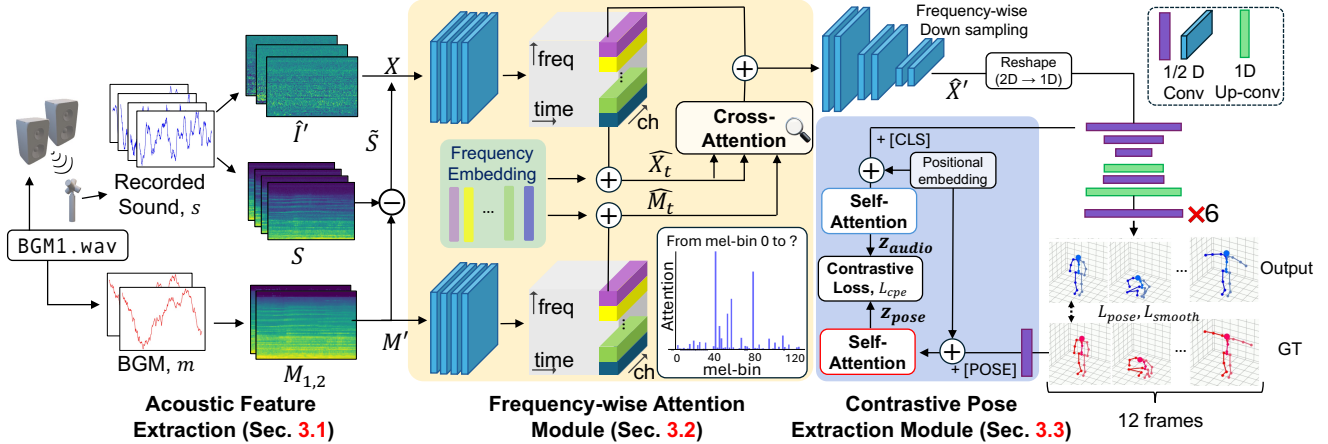 BGM1.wav
Recorded
Sound, s
BGM, m
Î′
S
M₁,₂
X
S̃
M′
Acoustic Feature
Extraction (Sec. 3.1)
freq
time
ch
Frequency
Embedding
...
freq
time
ch
Cross-
Attention
X̂ₜ
M̂ₜ
From mel-bin 0 to ?
Attention
0 40 80 120
mel-bin
Frequency-wise Attention
Module (Sec. 3.2)
Frequency-wise
Down sampling
X̂′
Reshape
(2D → 1D)
1/2 D
Conv
1D
Up-conv
+ [CLS]
Positional
embedding
Self-
Attention
z_audio
Contrastive
Loss, L_cpe
z_pose
Self-
Attention
+ [POSE]
Contrastive Pose
Extraction Module (Sec. 3.3)
×6
...
Output
L_pose, L_smooth
...
GT
12 frames